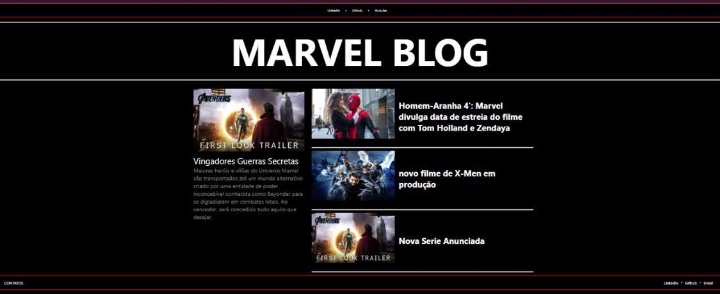 Linkedin • Github • Youtube
MARVEL BLOG
AVENGERS
FIRST LOOK TRAILER
Vingadores Guerras Secretas
Maiores heróis e vilões do Universo Marvel
são transportados até um mundo alternativo
criado por uma entidade de poder
inconcebível conhecida como Beyonder para
se digladiarem em combates letais. Ao
vencedor, será concedido tudo aquilo que
desejar.
Homem-Aranha 4': Marvel
divulga data de estreia do filme
com Tom Holland e Zendaya
novo filme de X-Men em
produção
AVENGERS
FIRST LOOK TRAILER
Nova Serie Anunciada
CONTATOS
Linkedin • Github • Email